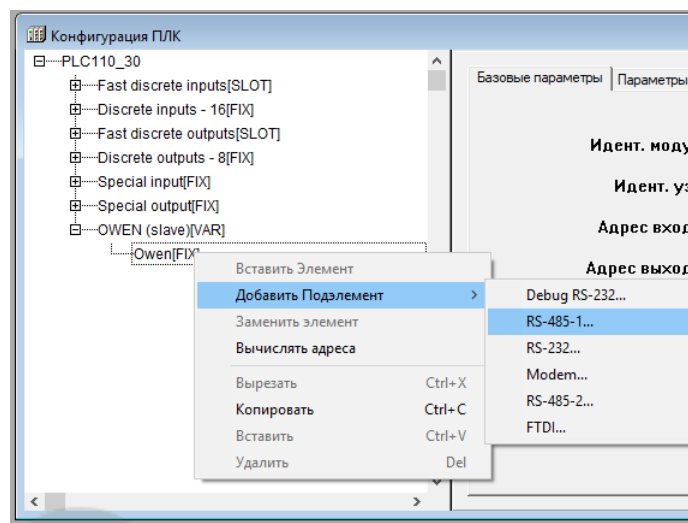 Конфигурация ПЛК
PLC110_30
Fast discrete inputs[SLOT]
Discrete inputs - 16[FIX]
Fast discrete outputs[SLOT]
Discrete outputs - 8[FIX]
Special input[FIX]
Special output[FIX]
OWEN (slave)[VAR]
Owen[FIX]
Базовые параметры
Параметры
Идент. моду
Идент. уз
Адрес вход
Адрес выход
Вставить Элемент
Добавить Подэлемент
Заменить элемент
Вычислять адреса
Вырезать Ctrl+X
Копировать Ctrl+C
Вставить Ctrl+V
Удалить Del
Debug RS-232...
RS-485-1...
RS-232...
Modem...
RS-485-2...
FTDI...